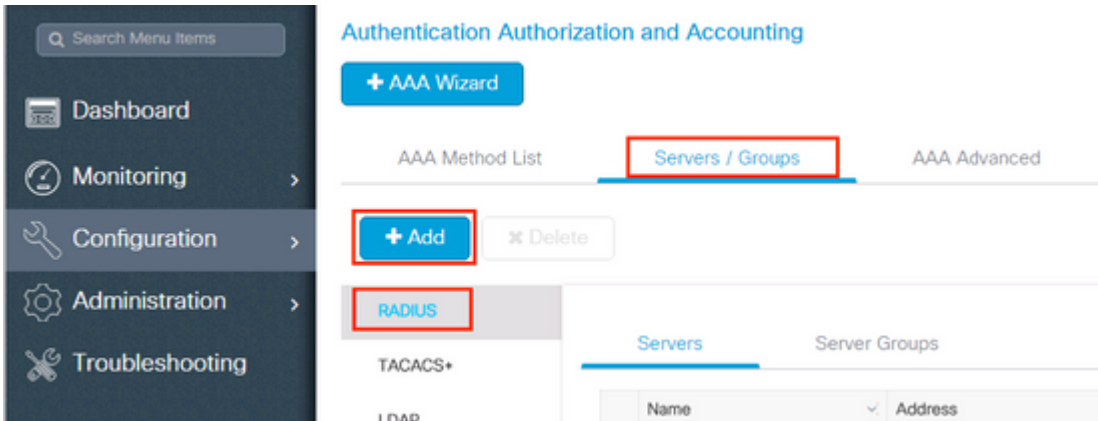 Search Menu Items
Dashboard
Monitoring
Configuration
Administration
Troubleshooting
Authentication Authorization and Accounting
+ AAA Wizard
AAA Method List
Servers / Groups
AAA Advanced
+ Add
✖ Delete
RADIUS
TACACS+
LDAP
Servers
Server Groups
Name
Address